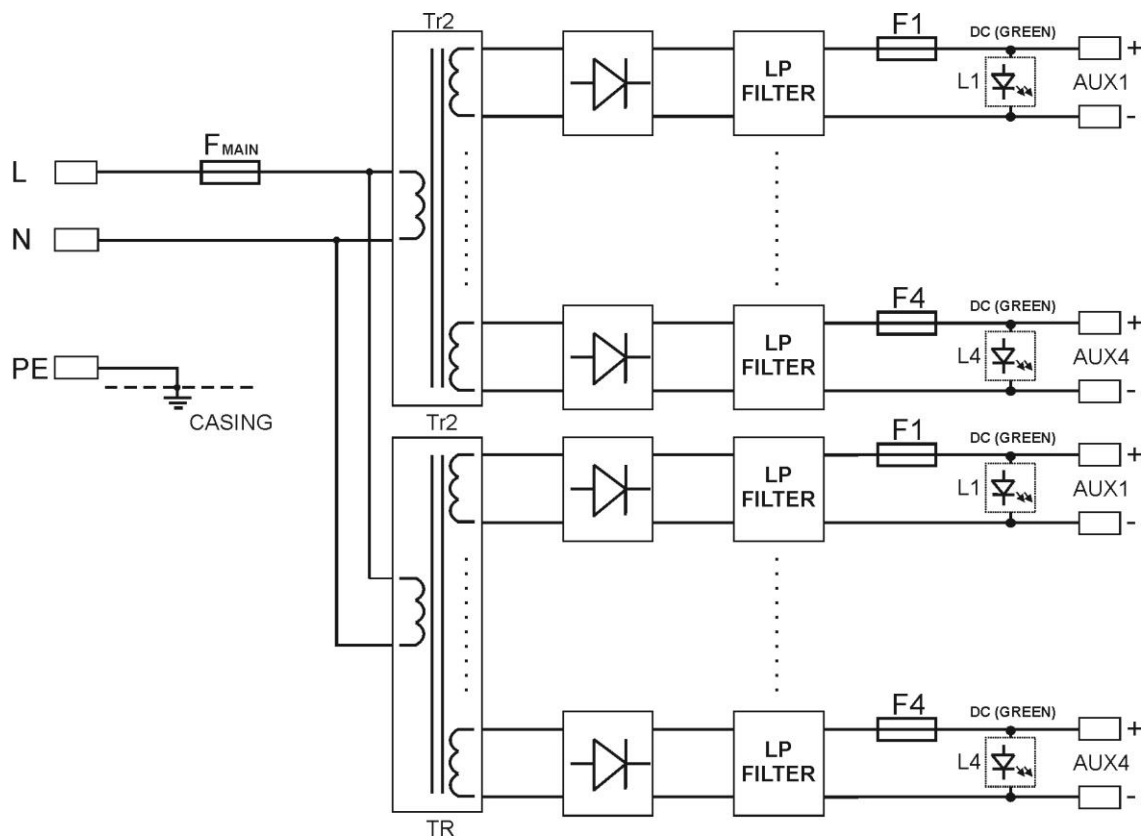 Tr2
F1
DC (GREEN)
+
LP
FILTER
L1
AUX1
-
L
FMAIN
N
F4
DC (GREEN)
+
LP
FILTER
L4
AUX4
-
PE
CASING
Tr2
F1
DC (GREEN)
+
LP
FILTER
L1
AUX1
-
F4
DC (GREEN)
+
LP
FILTER
L4
AUX4
-
TR